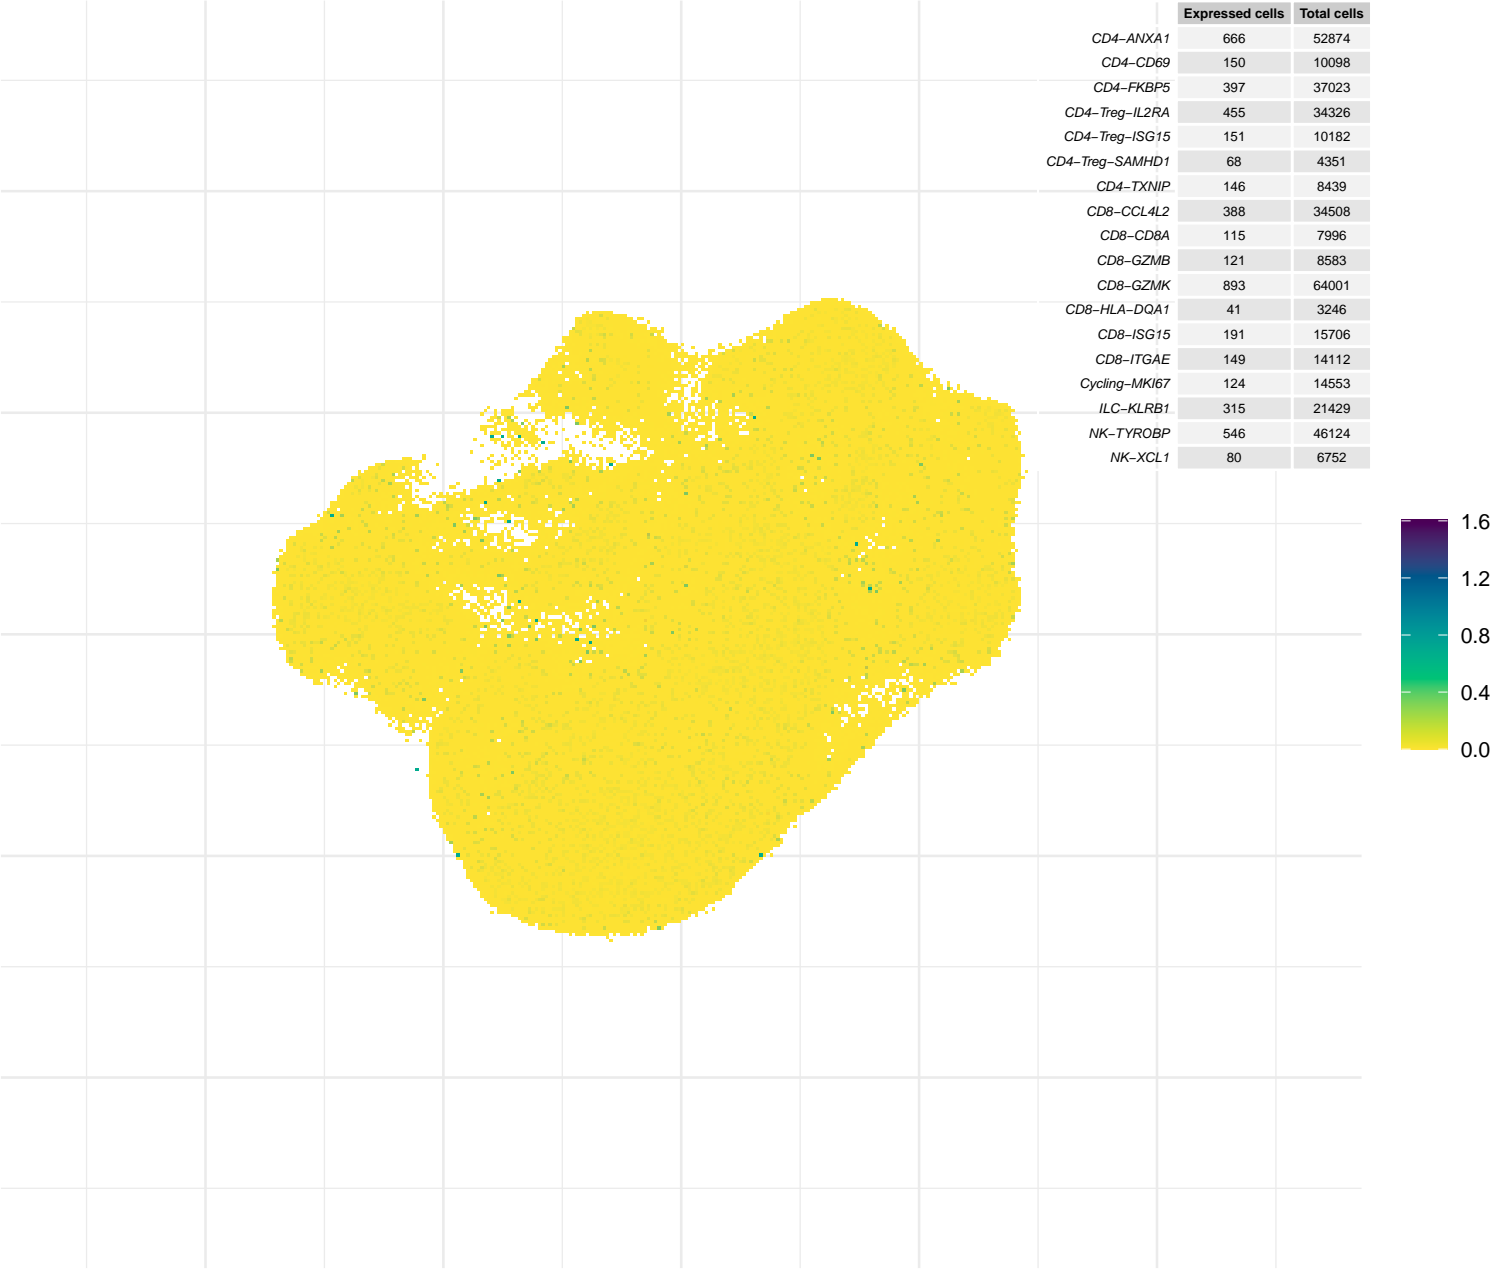 Expressed cells Total cells
CD4−ANXA1 666 52874
CD4−CD69 150 10098
CD4−FKBP5 397 37023
CD4−Treg−IL2RA 455 34326
CD4−Treg−ISG15 151 10182
CD4−Treg−SAMHD1 68 4351
CD4−TXNIP 146 8439
CD8−CCL4L2 388 34508
CD8−CD8A 115 7996
CD8−GZMB 121 8583
CD8−GZMK 893 64001
CD8−HLA−DQA1 41 3246
CD8−ISG15 191 15706
CD8−ITGAE 149 14112
Cycling−MKI67 124 14553
ILC−KLRB1 315 21429
NK−TYROBP 546 46124
NK−XCL1 80 6752
1.6
1.2
0.8
0.4
0.0